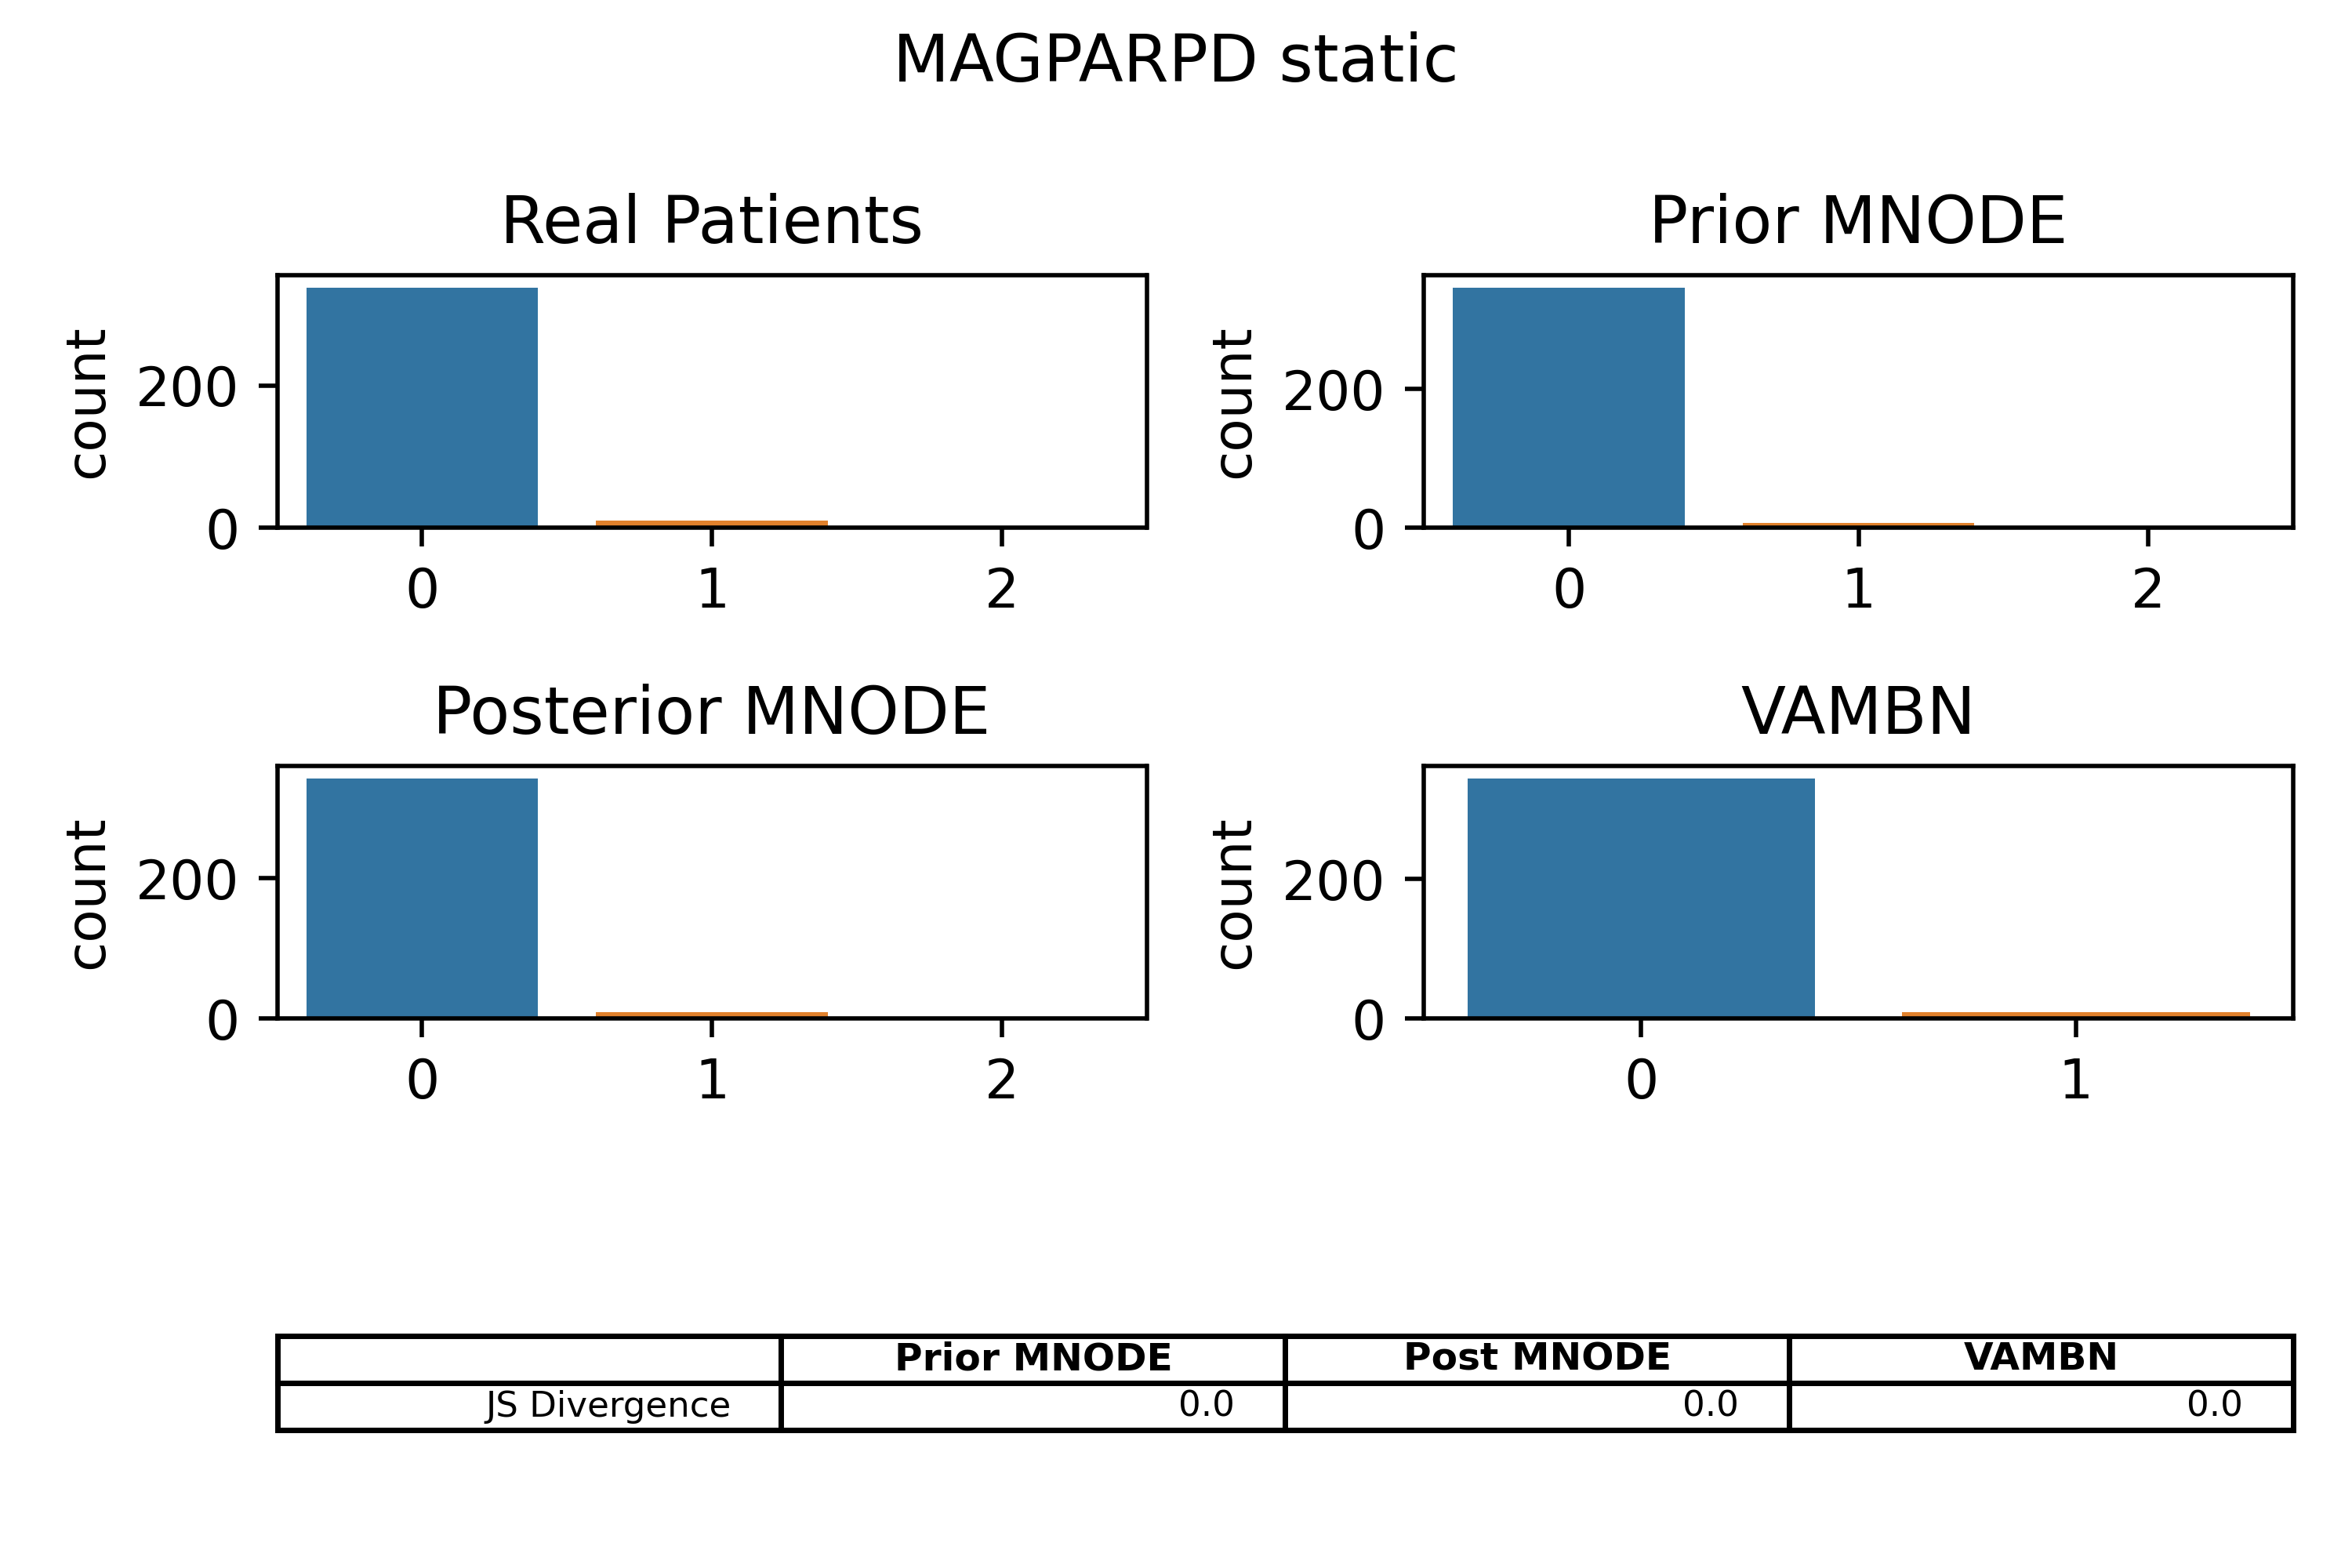 MAGPARPD static
Real Patients
count
200
0
0 1 2
Prior MNODE
count
200
0
0 1 2
Posterior MNODE
count
200
0
0 1 2
VAMBN
count
200
0
0 1
Prior MNODE Post MNODE VAMBN
JS Divergence 0.0 0.0 0.0